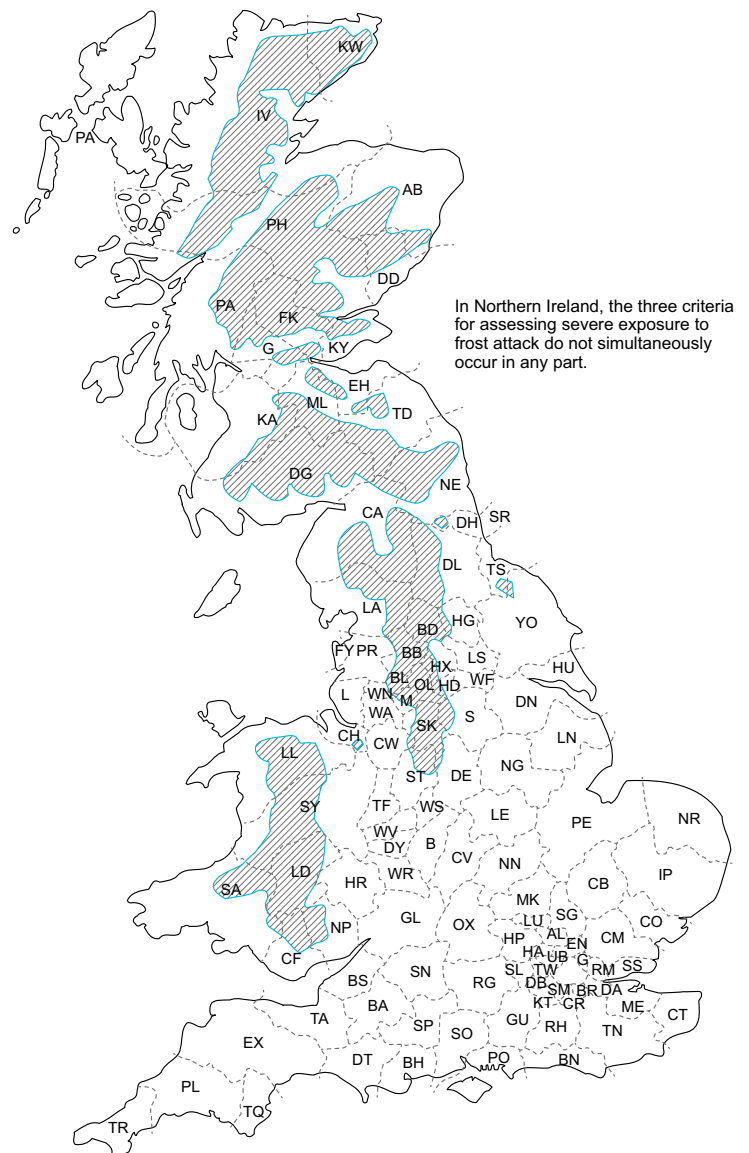 KW
IV
PA
AB
PH
DD
PA
FK
In Northern Ireland, the three criteria
for assessing severe exposure to
frost attack do not simultaneously
occur in any part.
G
KY
EH
ML
TD
KA
DG
NE
CA
DH
SR
DL
TS
LA
HG
YO
BD
FY
PR
BB
LS
HX
HU
BL
OL
HD
WF
L
WN
M
DN
WA
S
SK
CH
CW
LN
LL
ST
DE
NG
SY
TF
WS
LE
PE
NR
WV
DY
B
CV
NN
LD
HR
WR
IP
SA
CB
MK
GL
NP
OX
LU
SG
CO
HP
AL
EN
CM
CF
HA
UB
G
BS
SN
RG
SL
TW
RM
SS
DB
SM
BR
DA
BA
KT
CR
ME
CT
TA
SP
SO
GU
RH
TN
EX
DT
BH
PO
BN
PL
TQ
TR